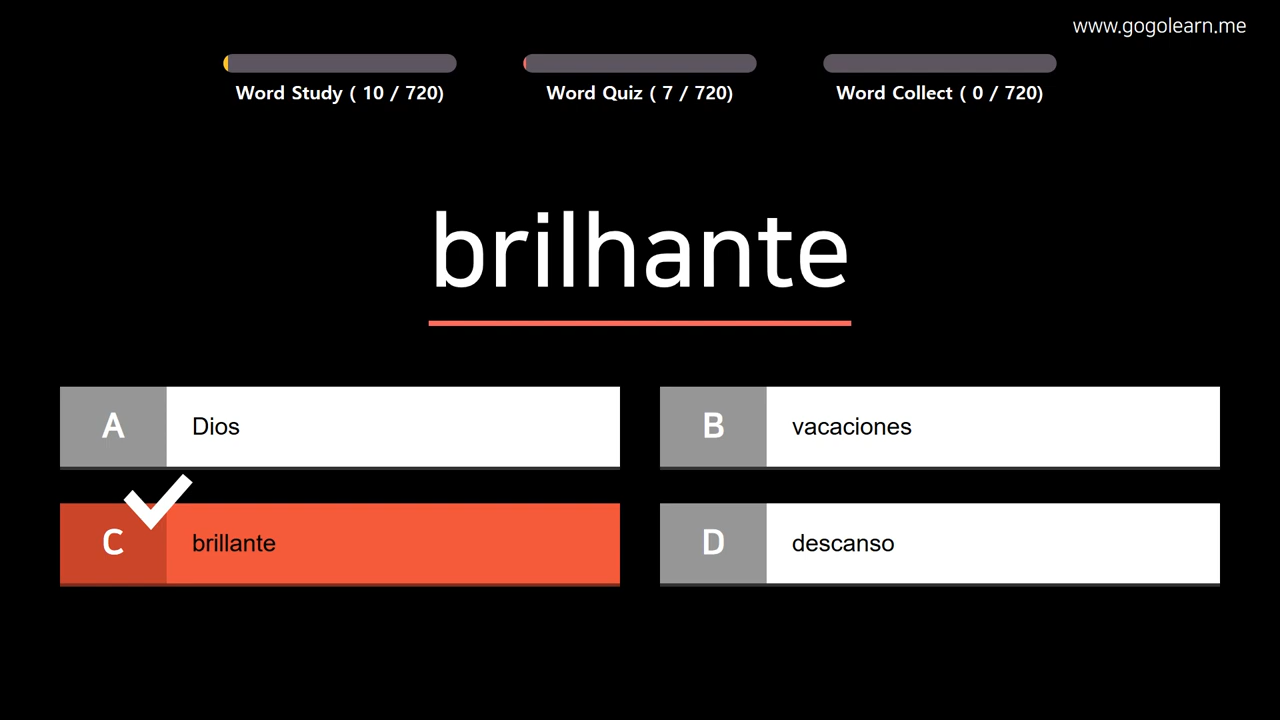 www.gogolearn.me
Word Study ( 10 / 720)
Word Quiz ( 7 / 720)
Word Collect ( 0 / 720)
brilhante
A
Dios
B
vacaciones
C
brillante
D
descanso